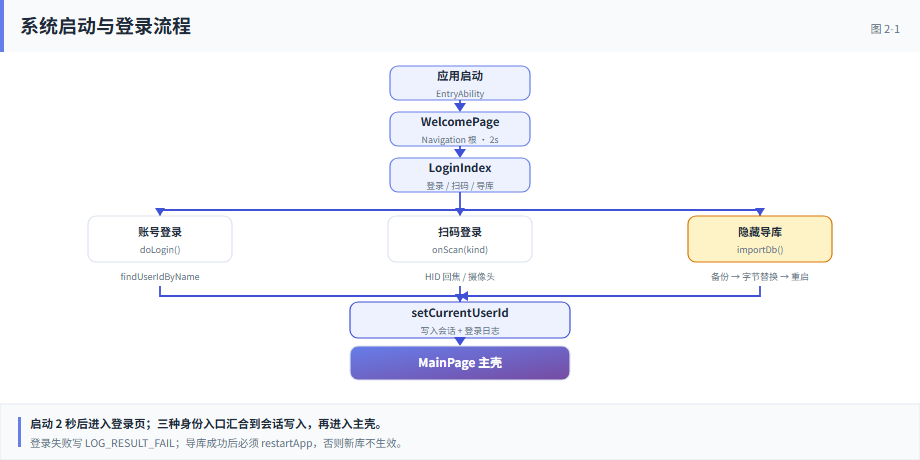 系统启动与登录流程
图 2-1
应用启动
EntryAbility
WelcomePage
Navigation 根 · 2s
LoginIndex
登录 / 扫码 / 导库
账号登录
doLogin()
findUserIdByName
扫码登录
onScan(kind)
HID 回焦 / 摄像头
隐藏导库
importDb()
备份 → 字节替换 → 重启
setCurrentUserId
写入会话 + 登录日志
MainPage 主壳
启动 2 秒后进入登录页；三种身份入口汇合到会话写入，再进入主壳。
登录失败写 LOG_RESULT_FAIL；导库成功后必须 restartApp，否则新库不生效。